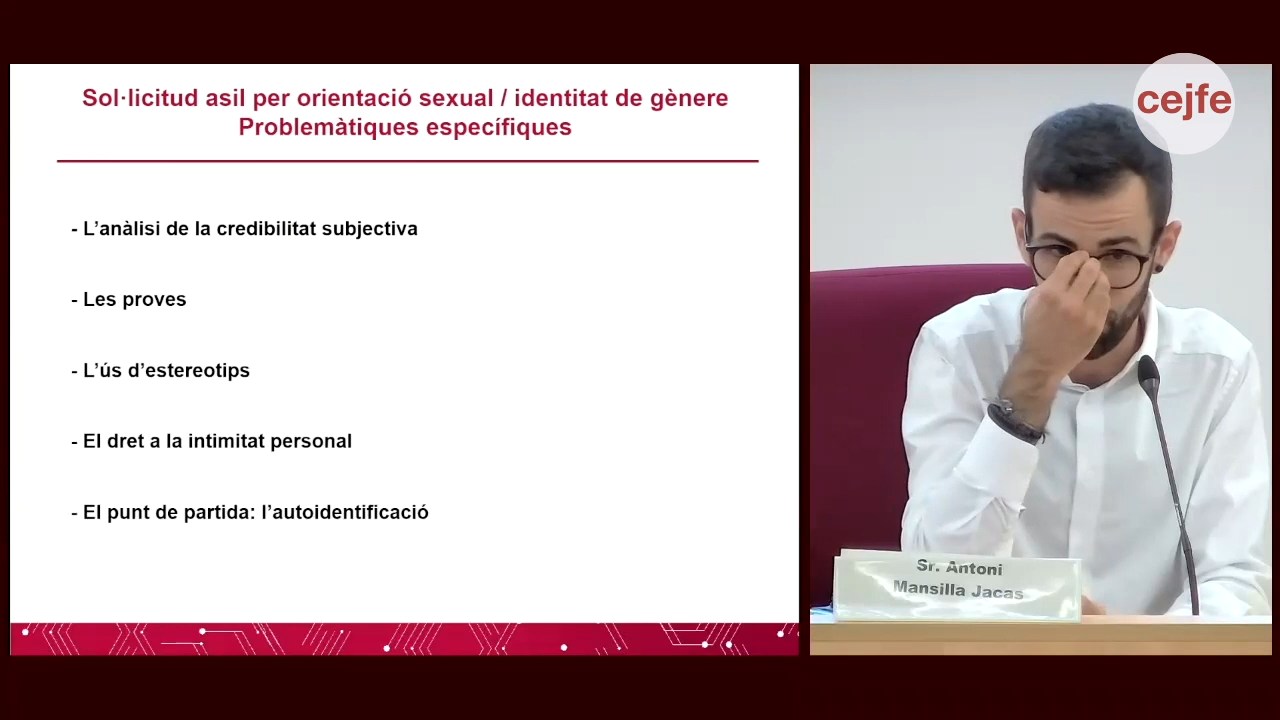 Sol·licitud asil per orientació sexual / identitat de gènere
Problemàtiques específiques
- L’anàlisi de la credibilitat subjectiva
- Les proves
- L’ús d’estereotips
- El dret a la intimitat personal
- El punt de partida: l’autoidentificació
cejfe
Sr. Antoni
Mansilla Jacas